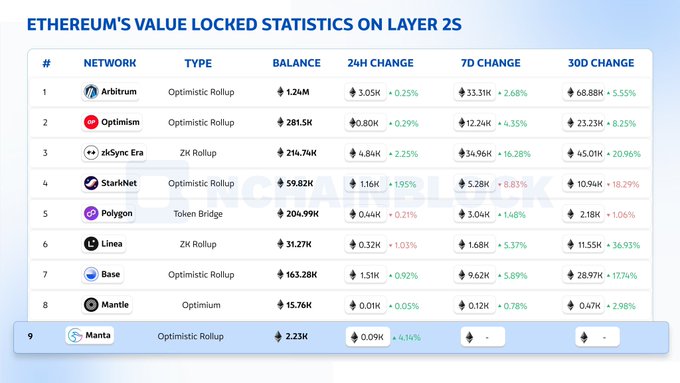 ETHEREUM'S VALUE LOCKED STATISTICS ON LAYER 2S
# NETWORK TYPE BALANCE 24H CHANGE 7D CHANGE 30D CHANGE
1 Arbitrum Optimistic Rollup 1.24M 3.05K 0.25% 33.31K 2.68% 68.88K 5.55%
2 OP Optimism Optimistic Rollup 281.5K 0.80K 0.29% 12.24K 4.35% 23.23K 8.25%
3 zkSync Era ZK Rollup 214.74K 4.84K 2.25% 34.96K 16.28% 45.01K 20.96%
4 StarkNet Optimistic Rollup 59.82K 1.16K 1.95% 5.28K 8.83% 10.94K 18.29%
NCHAINBLOCK
5 Polygon Token Bridge 204.99K 0.44K 0.21% 3.04K 1.48% 2.18K 1.06%
6 Linea ZK Rollup 31.27K 0.32K 1.03% 1.68K 5.37% 11.55K 36.93%
7 Base Optimistic Rollup 163.28K 1.51K 0.92% 9.62K 5.89% 28.97K 17.74%
8 Mantle Optimium 15.76K 0.01K 0.05% 0.12K 0.78% 0.47K 2.98%
9 Manta Optimistic Rollup 2.23K 0.09K 4.14% - -